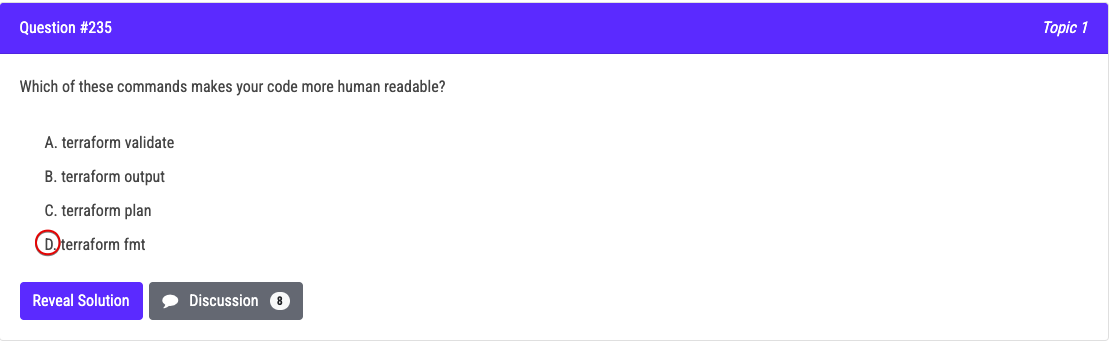 Question #235
Topic 1
Which of these commands makes your code more human readable?
A. terraform validate
B. terraform output
C. terraform plan
D. terraform fmt
Reveal Solution
Discussion 8